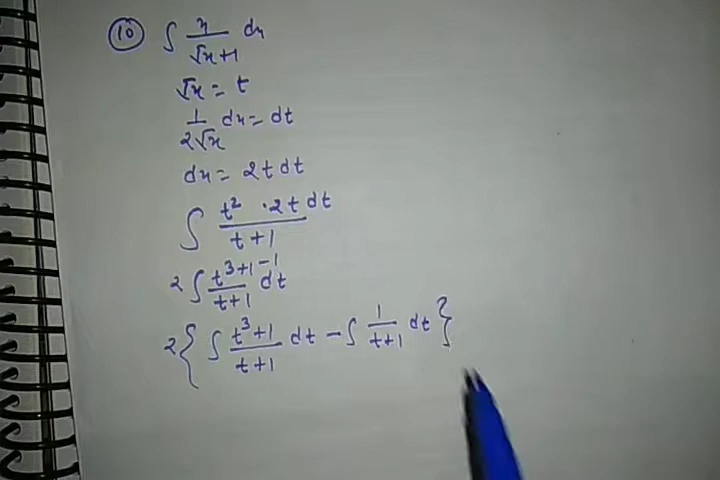 (10) ∫ x/(√x+1) dx
√x = t
1/(2√x) dx = dt
dx = 2t dt
∫ (t² · 2t dt)/(t+1)
2 ∫ (t³+1-1)/(t+1) dt
2 { ∫ (t³+1)/(t+1) dt - ∫ 1/(t+1) dt }